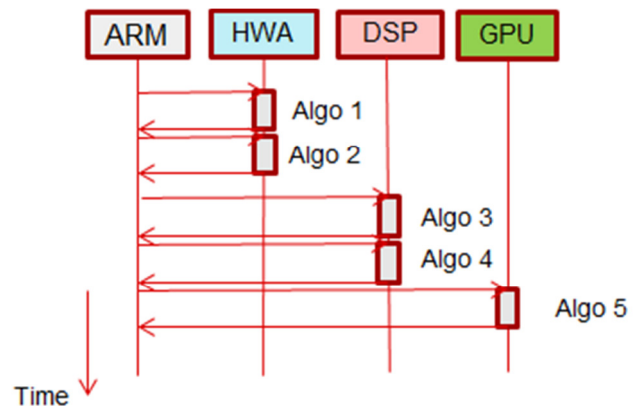 ARM
HWA
DSP
GPU
Algo 1
Algo 2
Algo 3
Algo 4
Algo 5
Time